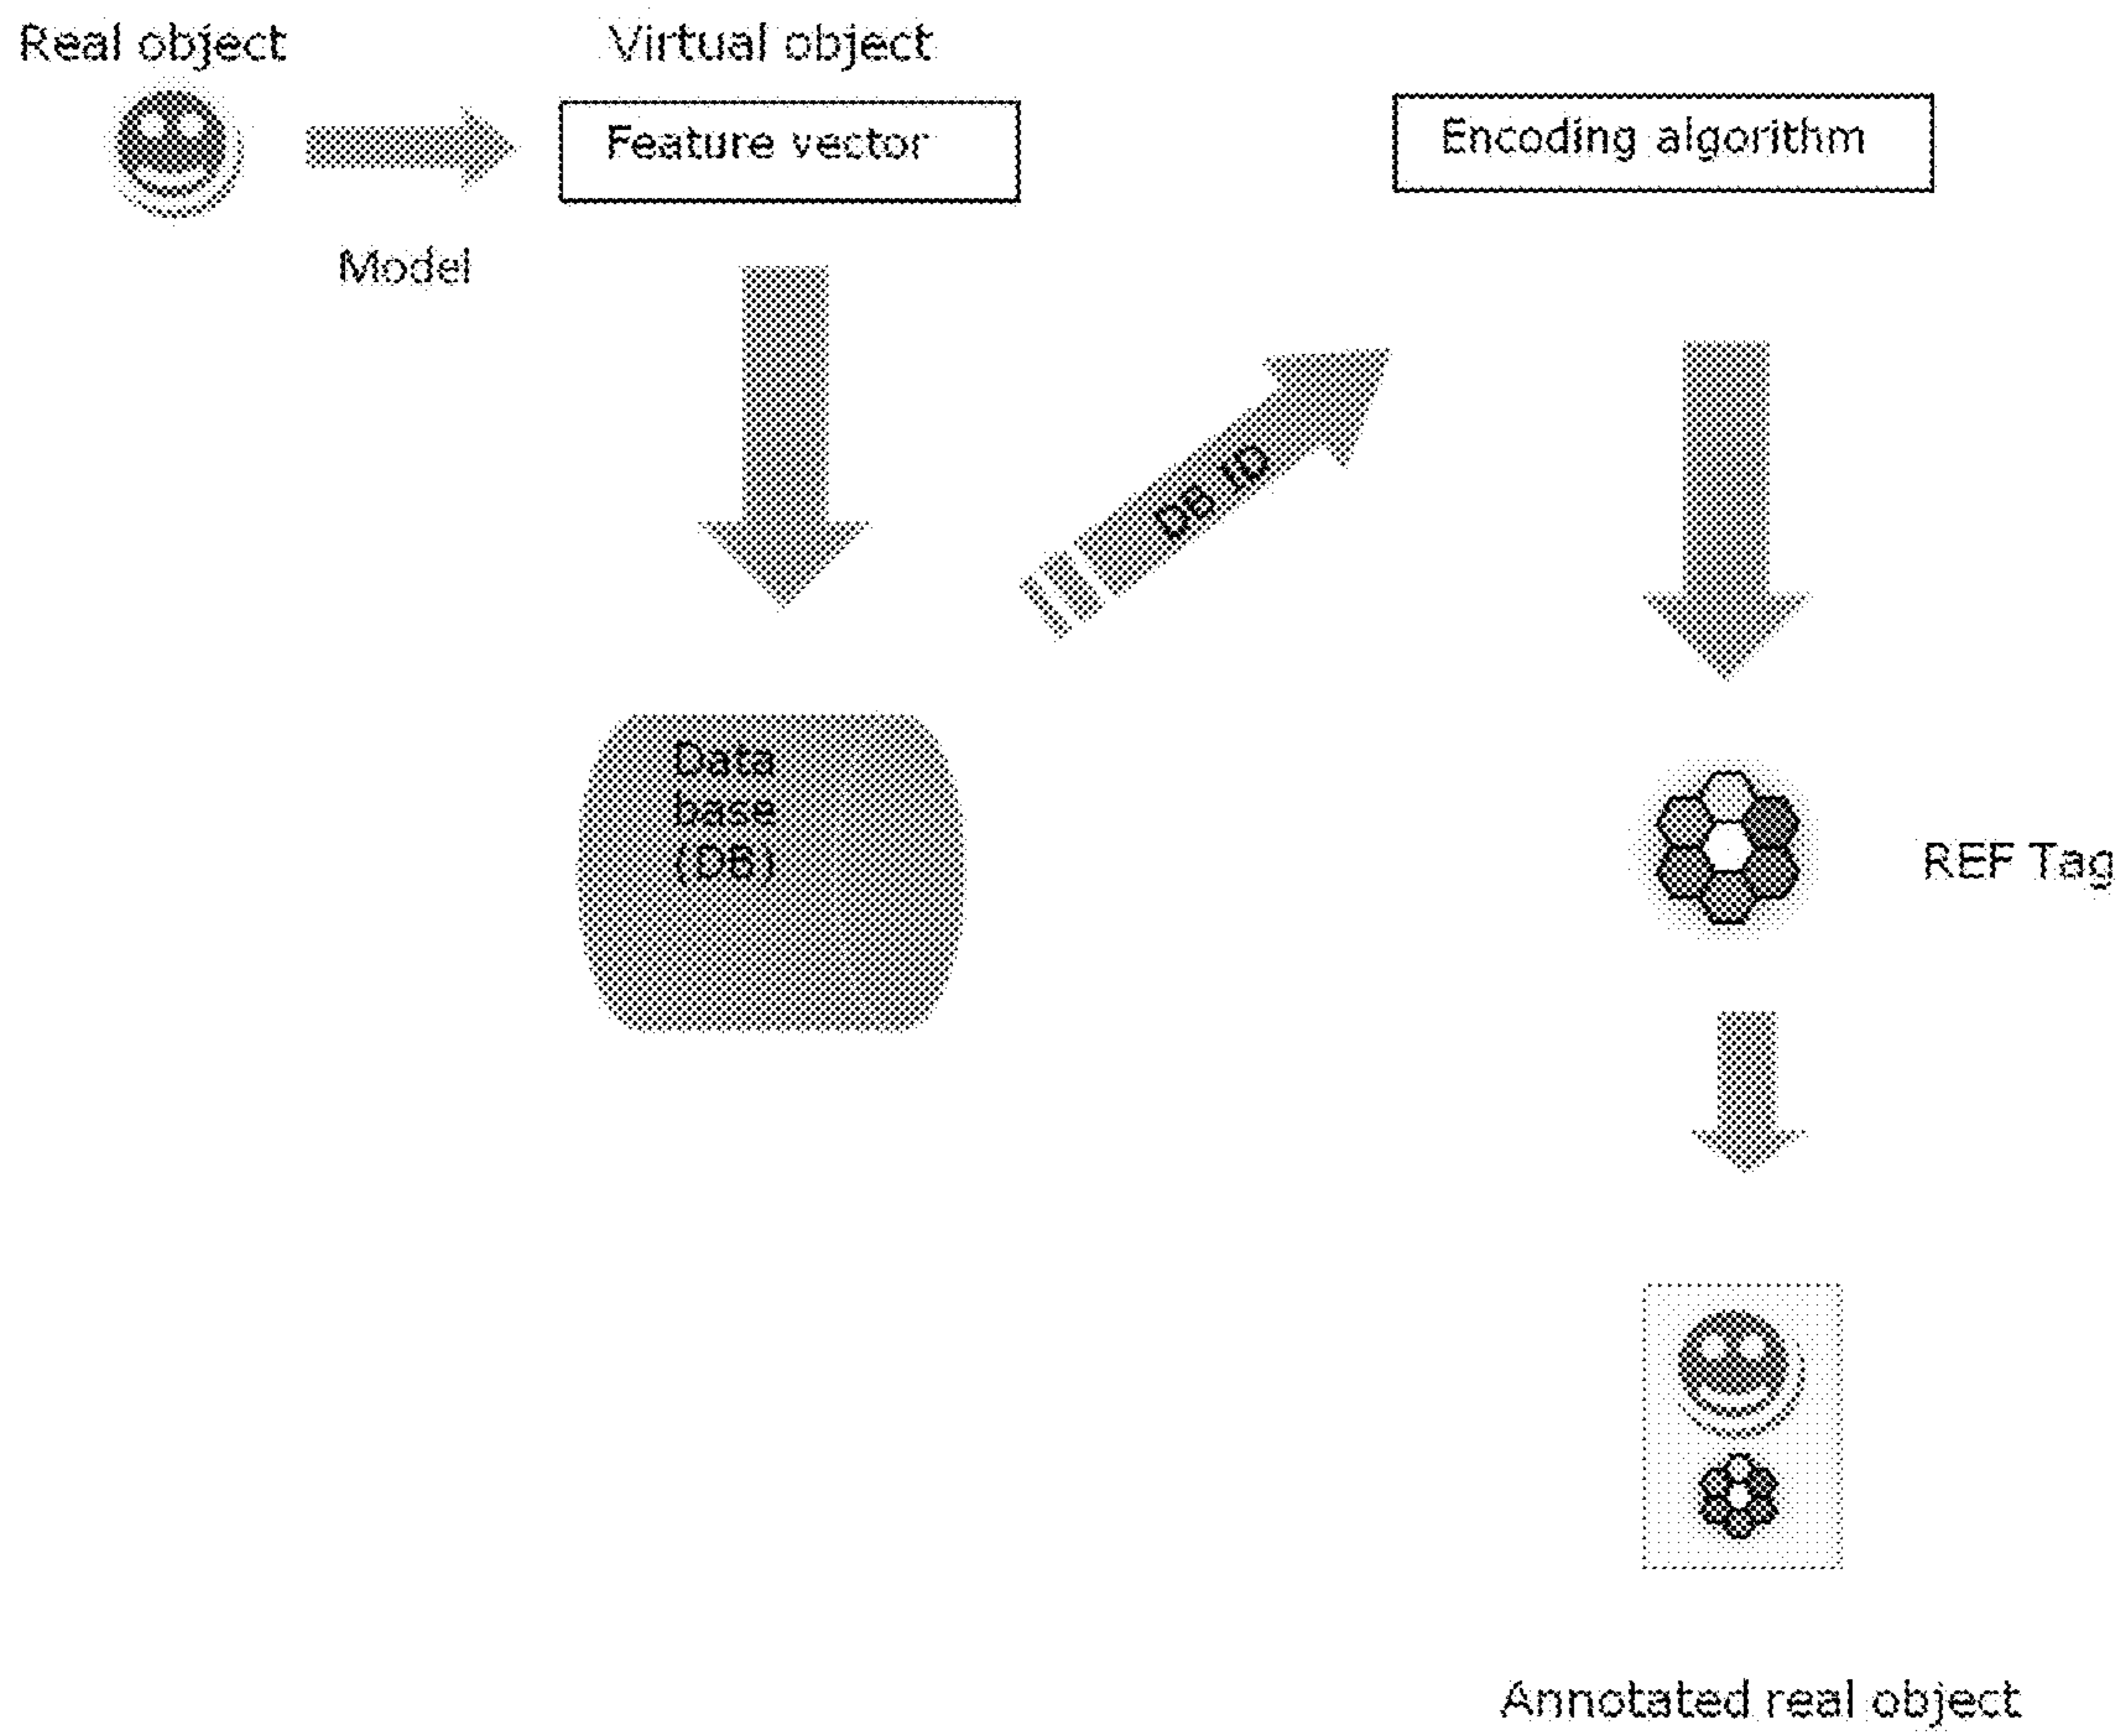 Real object
Virtual object
Feature vector
Encoding algorithm
Model
DB ID
Data
base
(DB)
REF Tag
Annotated real object